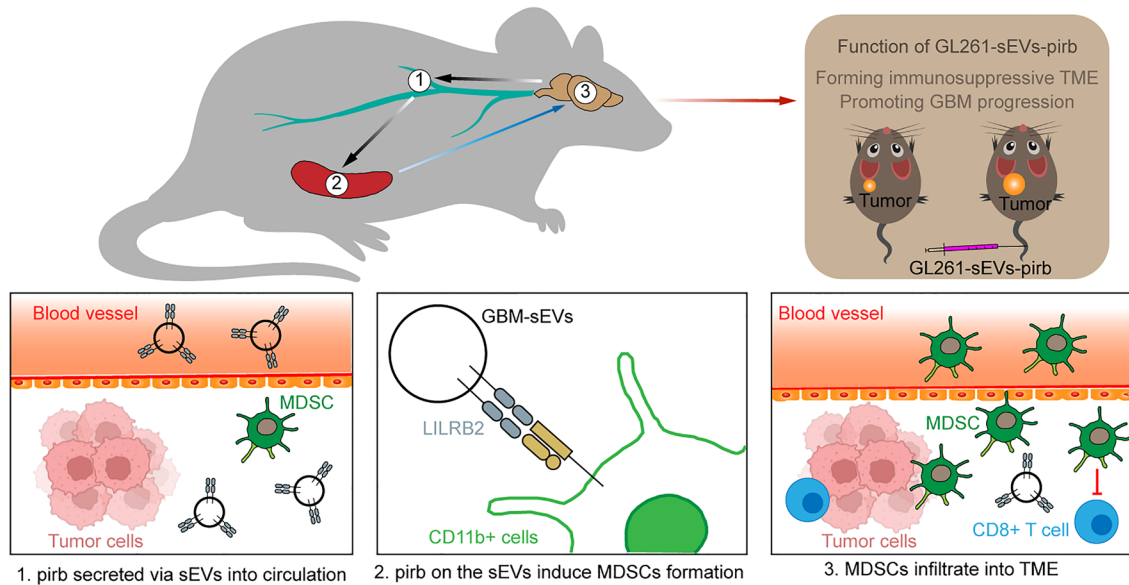 1
2
3
Function of GL261-sEVs-pirb
Forming immunosuppressive TME
Promoting GBM progression
Tumor
Tumor
GL261-sEVs-pirb
Blood vessel
MDSC
Tumor cells
1. pirb secreted via sEVs into circulation
GBM-sEVs
LILRB2
CD11b+ cells
2. pirb on the sEVs induce MDSCs formation
Blood vessel
MDSC
CD8+ T cell
Tumor cells
3. MDSCs infiltrate into TME